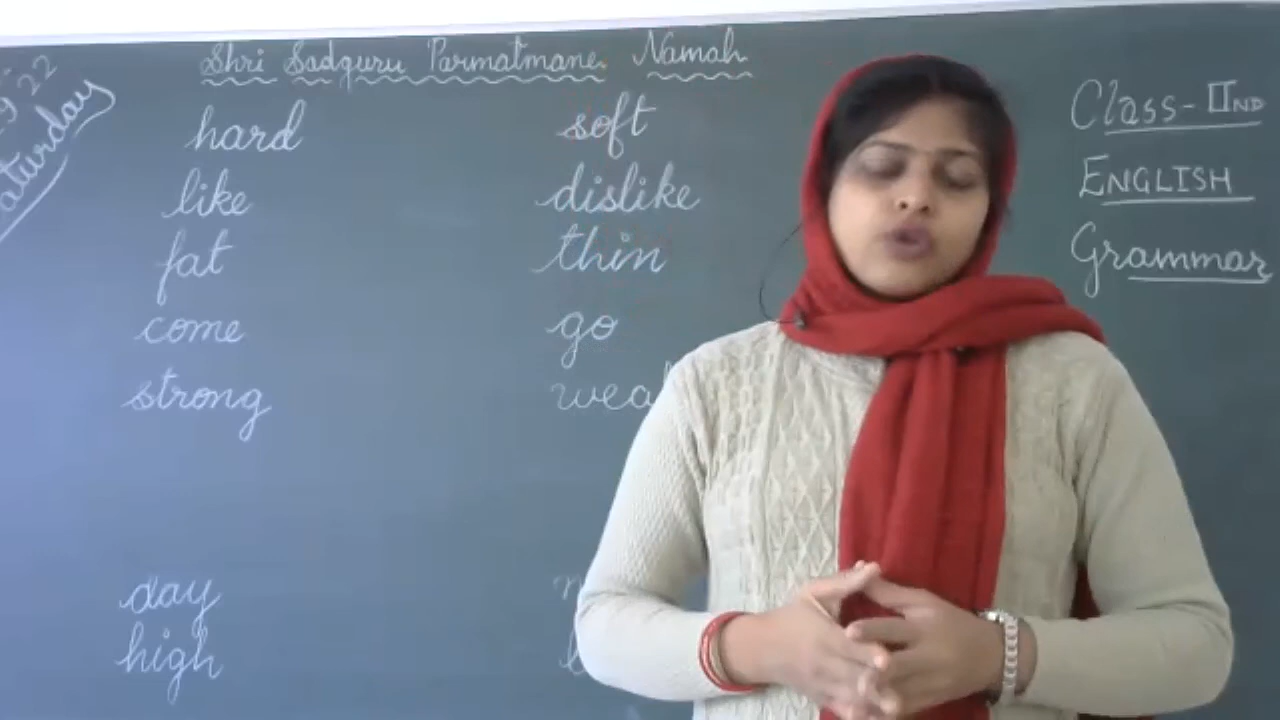 22
Shri Sadguru Parmatmane Namah
hard soft
like dislike
fat thin
come go
strong
day
high
Class-IIND
ENGLISH
Grammar